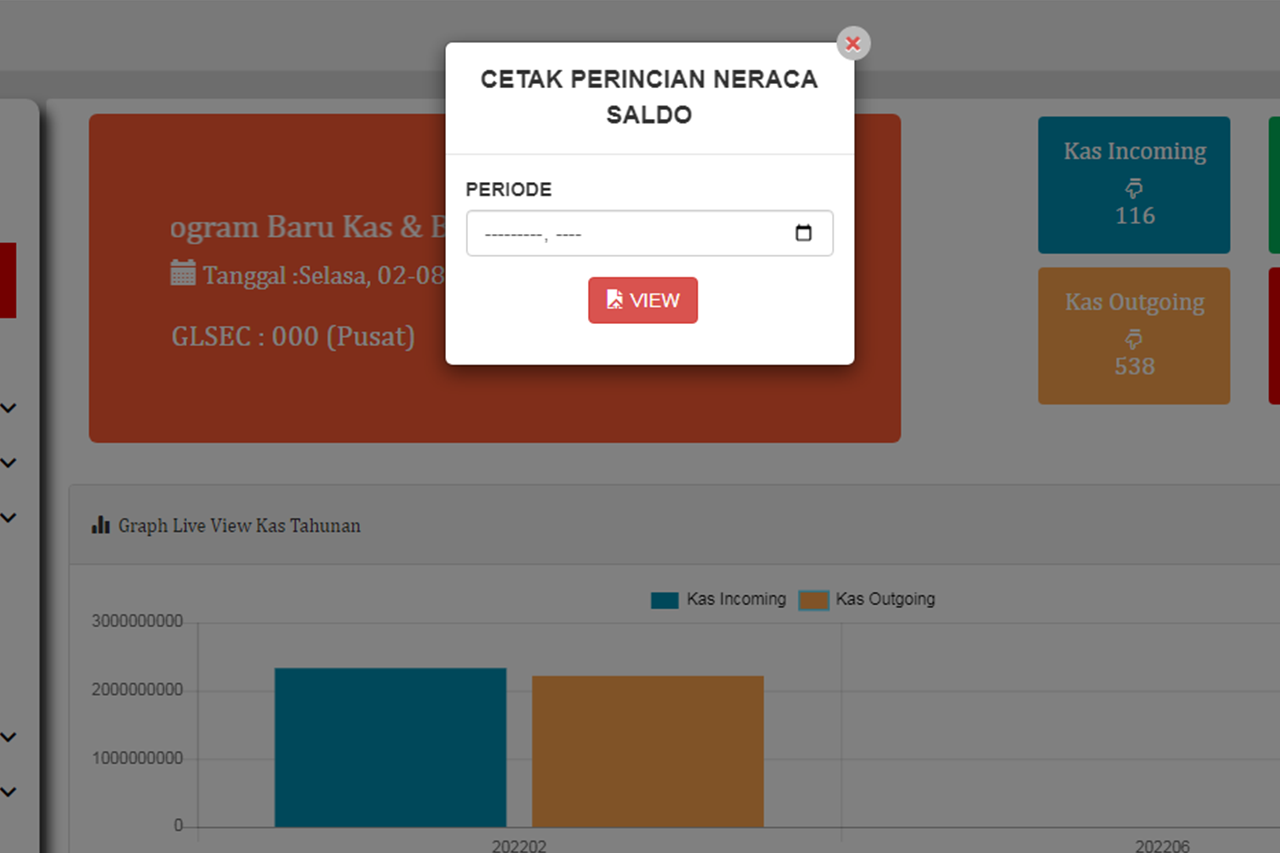 CETAK PERINCIAN NERACA
SALDO
PERIODE
---------, ----
VIEW
ogram Baru Kas & B
Tanggal :Selasa, 02-08
GLSEC : 000 (Pusat)
Kas Incoming
116
Kas Outgoing
538
Graph Live View Kas Tahunan
Kas Incoming Kas Outgoing
3000000000
2000000000
1000000000
0
202202 202206